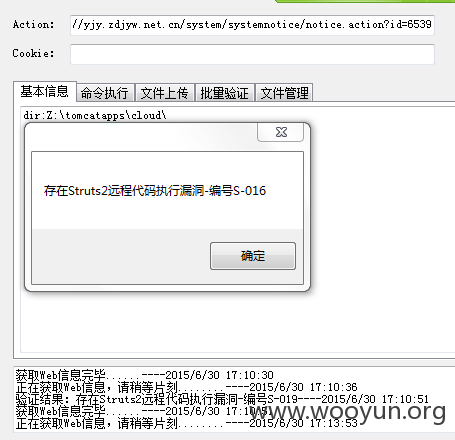 Action: //yjy.zdjyw.net.cn/system/systemnotice/notice.action?id=6539
Cookie:
基本信息 命令执行 文件上传 批量验证 文件管理
dir:Z:\tomcatapps\cloud\
存在Struts2远程代码执行漏洞-编号S-016
确定
获取Web信息完毕......----2015/6/30 17:10:30
正在获取Web信息，请稍等片刻........----2015/6/30 17:10:36
验证结果：存在Struts2远程代码执行漏洞-编号S-019----2015/6/30 17:10:51
获取Web信息完毕......----2015/6/30 17:10:51
正在获取Web信息，请稍等片刻........----2015/6/30 17:13:53
www.wooyun.org